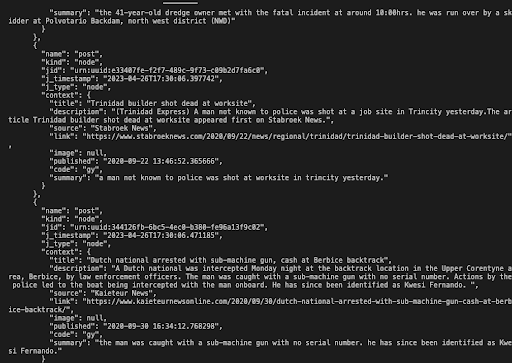 "summary": "the 41-year-old dredge owner met with the fatal incident at around 10:00hrs. he was run over by a sk
idder at Polvotario Backdam, north west district (NWD)"
}
},
{
"name": "post",
"kind": "node",
"jid": "urn:uuid:e33407fe-f2f7-489c-9f73-c09b2d7fa6c0",
"j_timestamp": "2023-04-26T17:30:06.397742",
"j_type": "node",
"context": {
"title": "Trinidad builder shot dead at worksite",
"description": "(Trinidad Express) A man not known to police was shot at a job site in Trincity yesterday.The ar
ticle Trinidad builder shot dead at worksite appeared first on Stabroek News.",
"source": "Stabroek News",
"link": "https://www.stabroeknews.com/2020/09/22/news/regional/trinidad/trinidad-builder-shot-dead-at-worksite/"
,
"image": null,
"published": "2020-09-22 13:46:52.365666",
"code": "gy",
"summary": "a man not known to police was shot at worksite in trimcity yesterday."
}
},
{
"name": "post",
"kind": "node",
"jid": "urn:uuid:344126fb-6bc5-4ec0-b380-fe96a13f9c02",
"j_timestamp": "2023-04-26T17:30:06.471185",
"j_type": "node",
"context": {
"title": "Dutch national arrested with sub-machine gun, cash at Berbice backtrack",
"description": "A Dutch national was intercepted Monday night at the backtrack location in the Upper Corentyne a
rea, Berbice, by law enforcement officers. The man was caught with a sub-machine gun with no serial number. Actions by the
police led to the boat being intercepted with the man onboard. He has since been identified as Kwesi Fernando. ",
"source": "Kaieteur News",
"link": "https://www.kaieteurnewsonline.com/2020/09/30/dutch-national-arrested-with-sub-machine-gun-cash-at-berb
ice-backtrack/",
"image": null,
"published": "2020-09-30 16:34:12.768298",
"code": "gy",
"summary": "the man was caught with a sub-machine gun with no serial number. he has since been identified as Kwe
si Fernando."
}